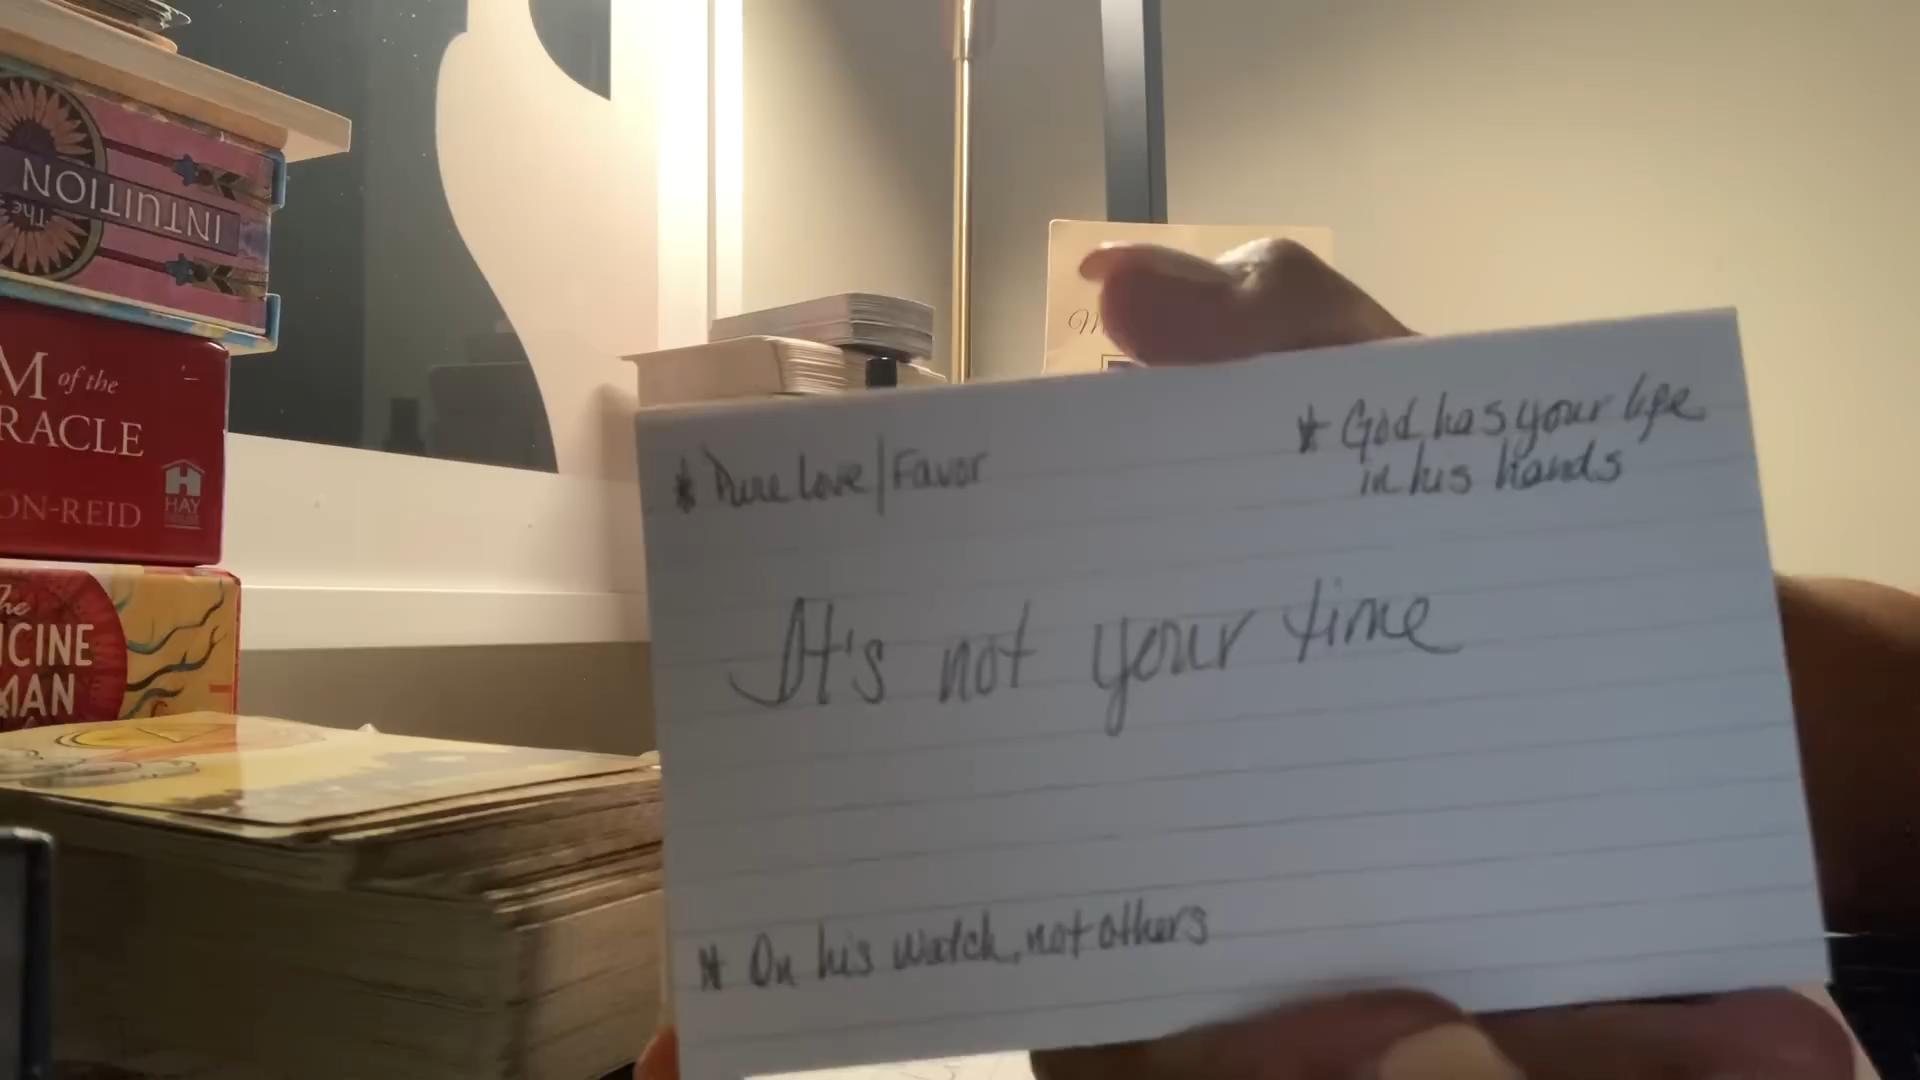 The
INTUITION
M of the
RACLE
ON-REID
HAY
HOUSE
The
ICINE
MAN
* Pure Love/Favor
* God has your life
in his hands
It's not your time
* On his watch, not others